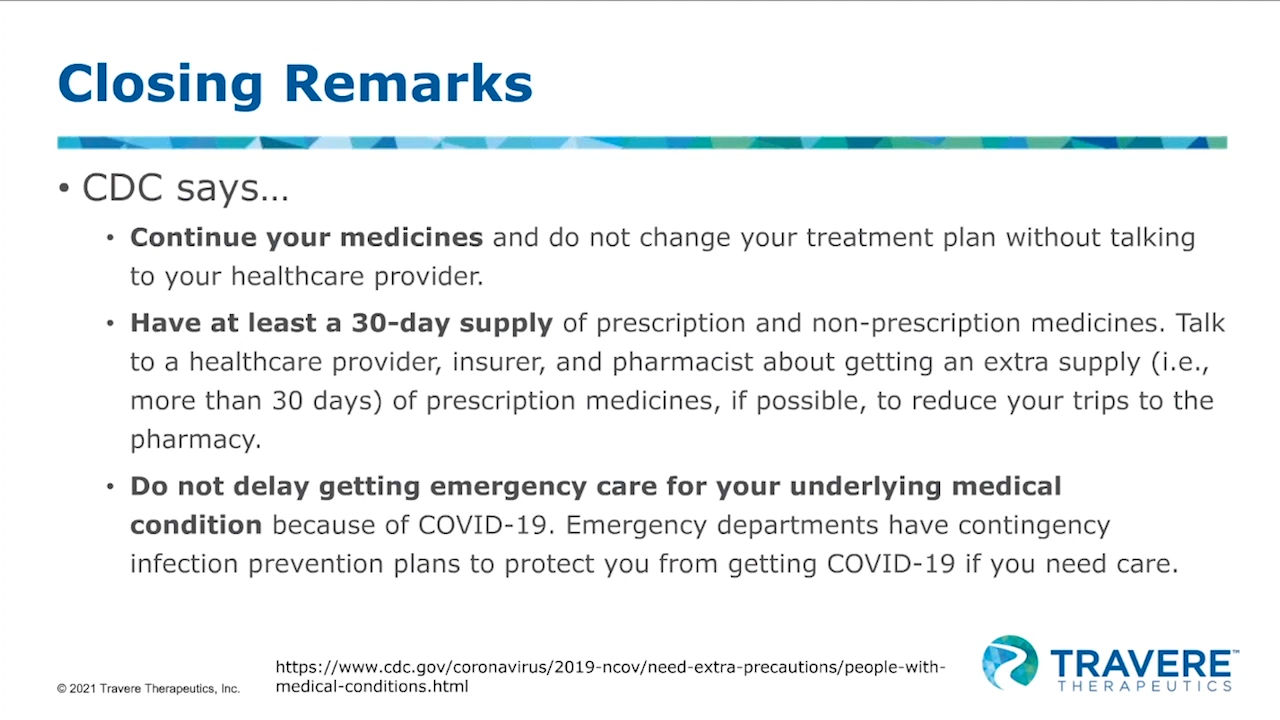 Closing Remarks
• CDC says…
• Continue your medicines and do not change your treatment plan without talking
to your healthcare provider.
• Have at least a 30-day supply of prescription and non-prescription medicines. Talk
to a healthcare provider, insurer, and pharmacist about getting an extra supply (i.e.,
more than 30 days) of prescription medicines, if possible, to reduce your trips to the
pharmacy.
• Do not delay getting emergency care for your underlying medical
condition because of COVID-19. Emergency departments have contingency
infection prevention plans to protect you from getting COVID-19 if you need care.
https://www.cdc.gov/coronavirus/2019-ncov/need-extra-precautions/people-with-
medical-conditions.html
© 2021 Travere Therapeutics, Inc.
TRAVERE™
THERAPEUTICS